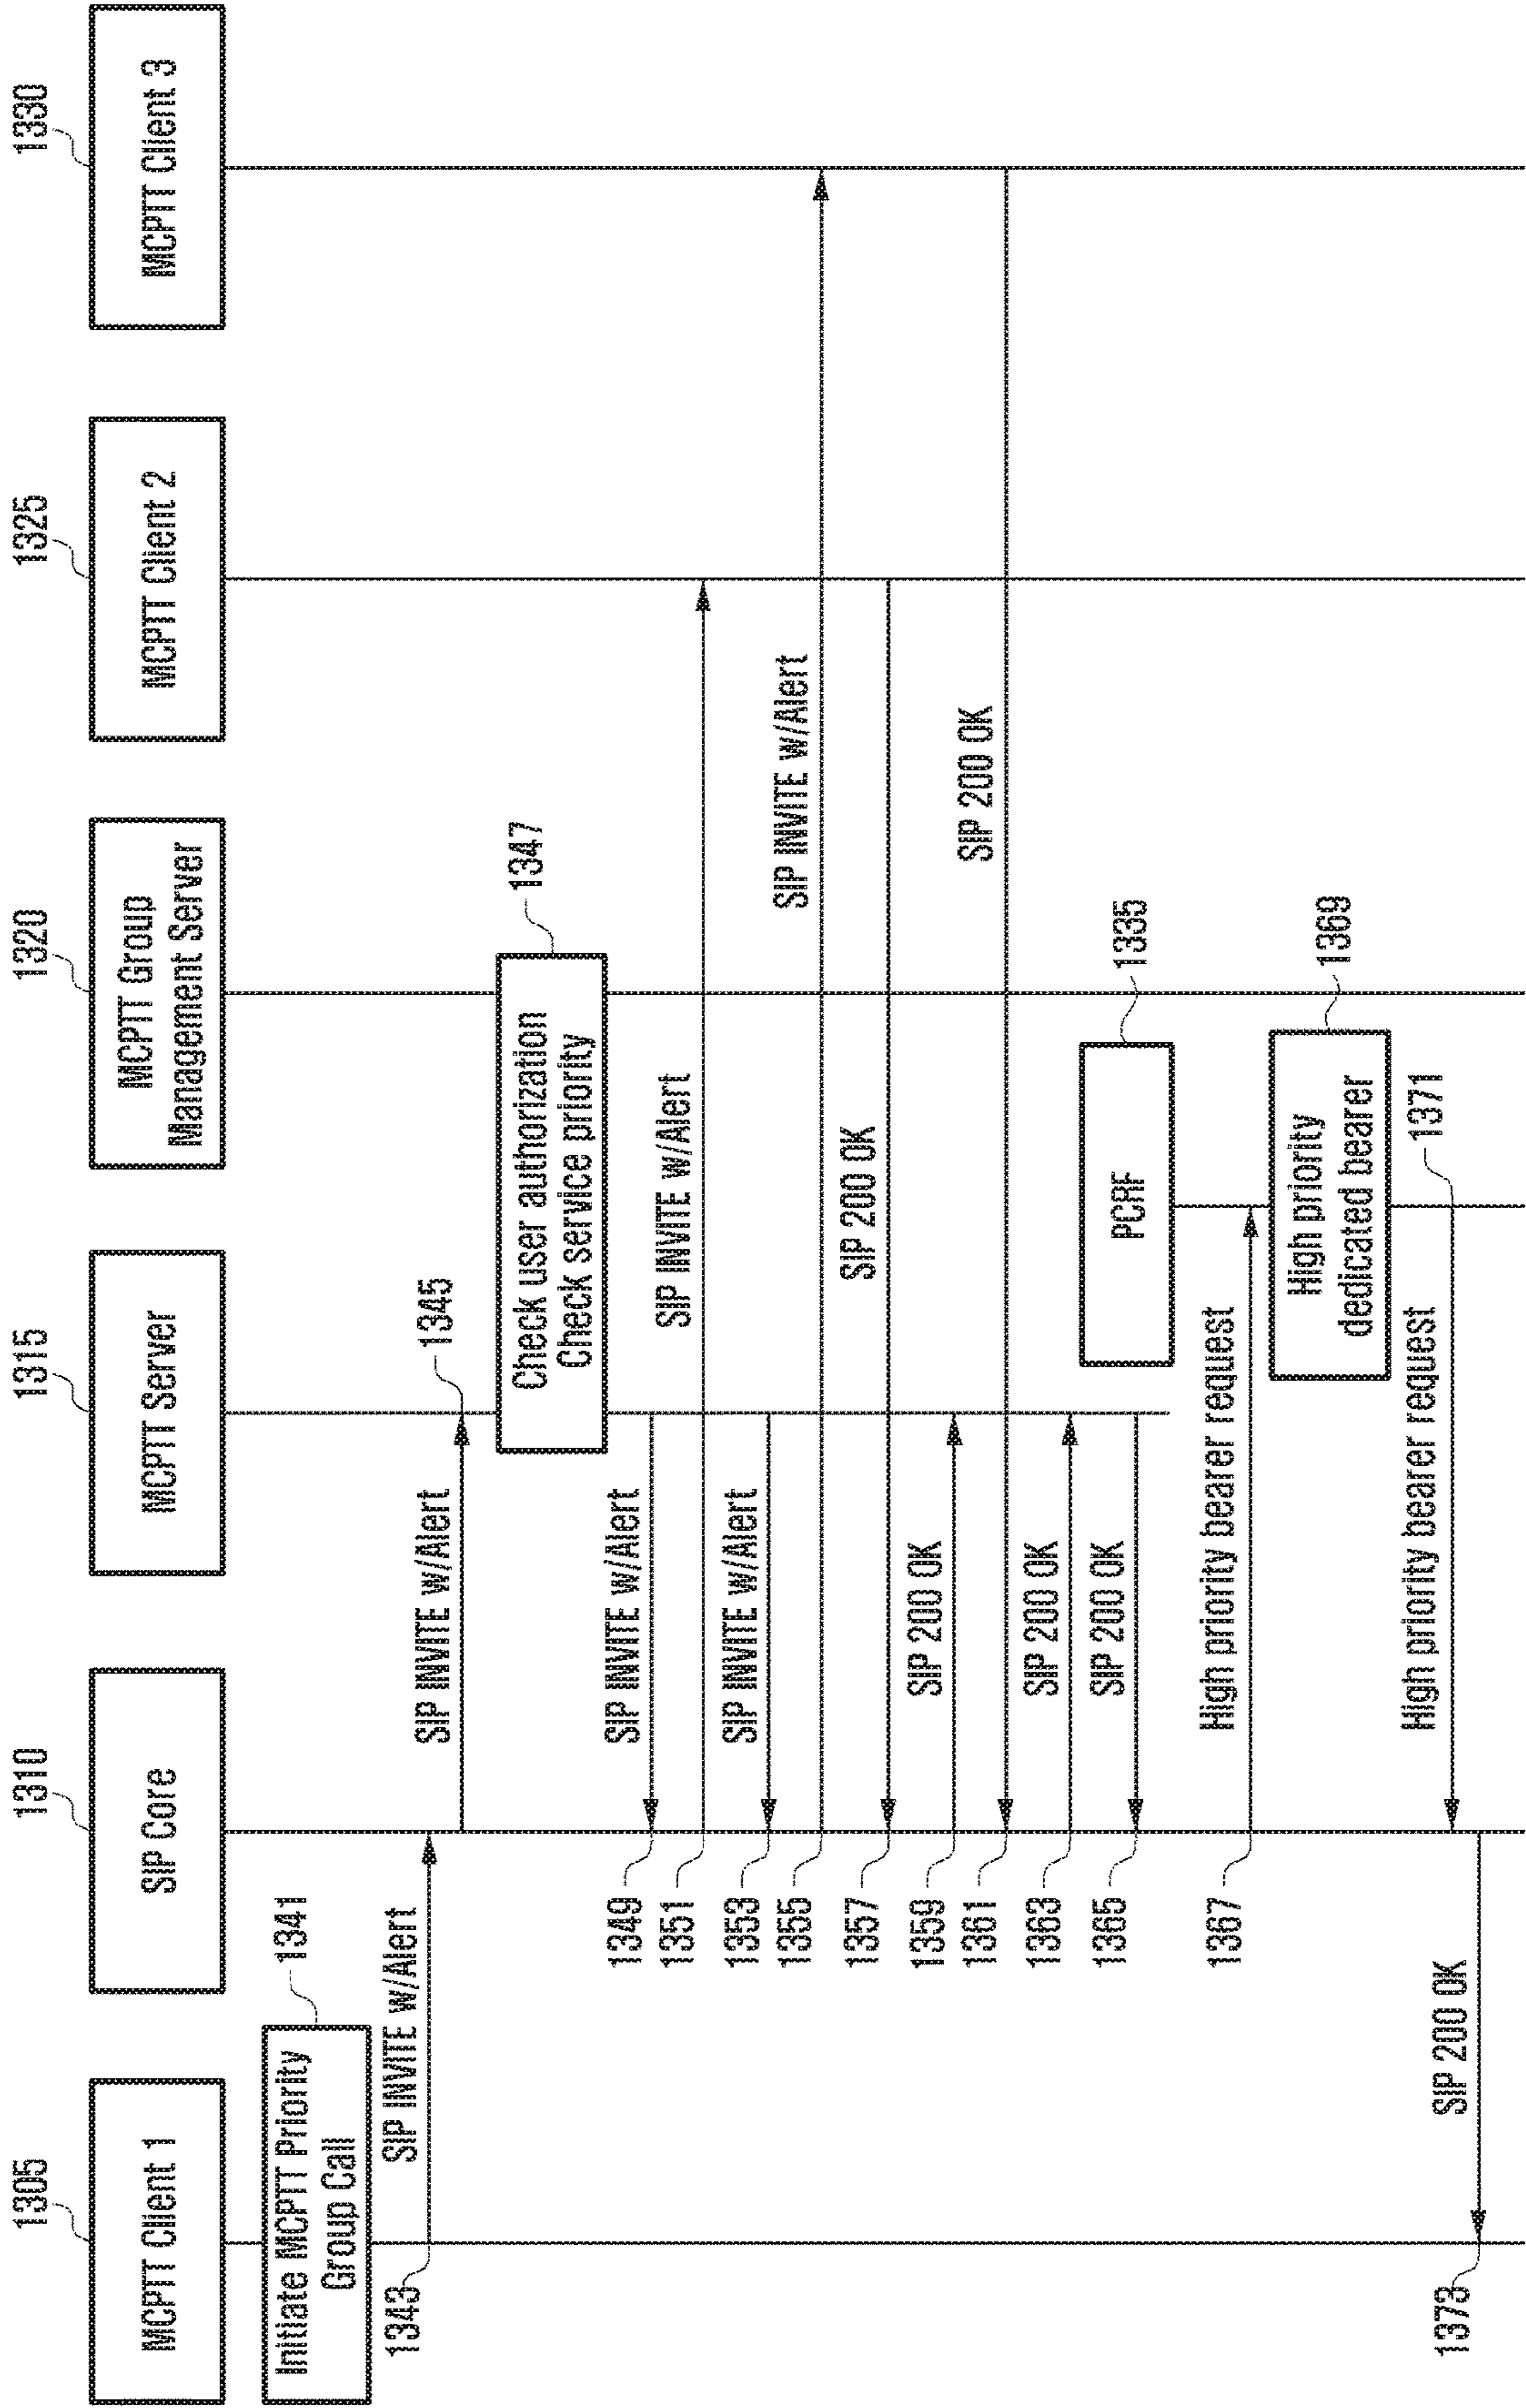 1305
1310
1315
1320
1325
1330
MCPTT Client 1
SIP Core
MCPTT Server
MCPTT Group
Management Server
MCPTT Client 2
MCPTT Client 3
Initiate MCPTT Priority
Group Call
1341
1343
SIP INVITE w/Alert
SIP INVITE w/Alert
1345
Check user authorization
Check service priority
1347
1349
SIP INVITE w/Alert
1351
SIP INVITE w/Alert
1353
SIP INVITE w/Alert
1355
SIP INVITE w/Alert
1357
SIP 200 OK
1359
SIP 200 OK
1361
SIP 200 OK
1363
SIP 200 OK
1365
SIP 200 OK
PCRF
1335
1367
High priority bearer request
High priority
dedicated bearer
1369
High priority bearer request
1371
1373
SIP 200 OK